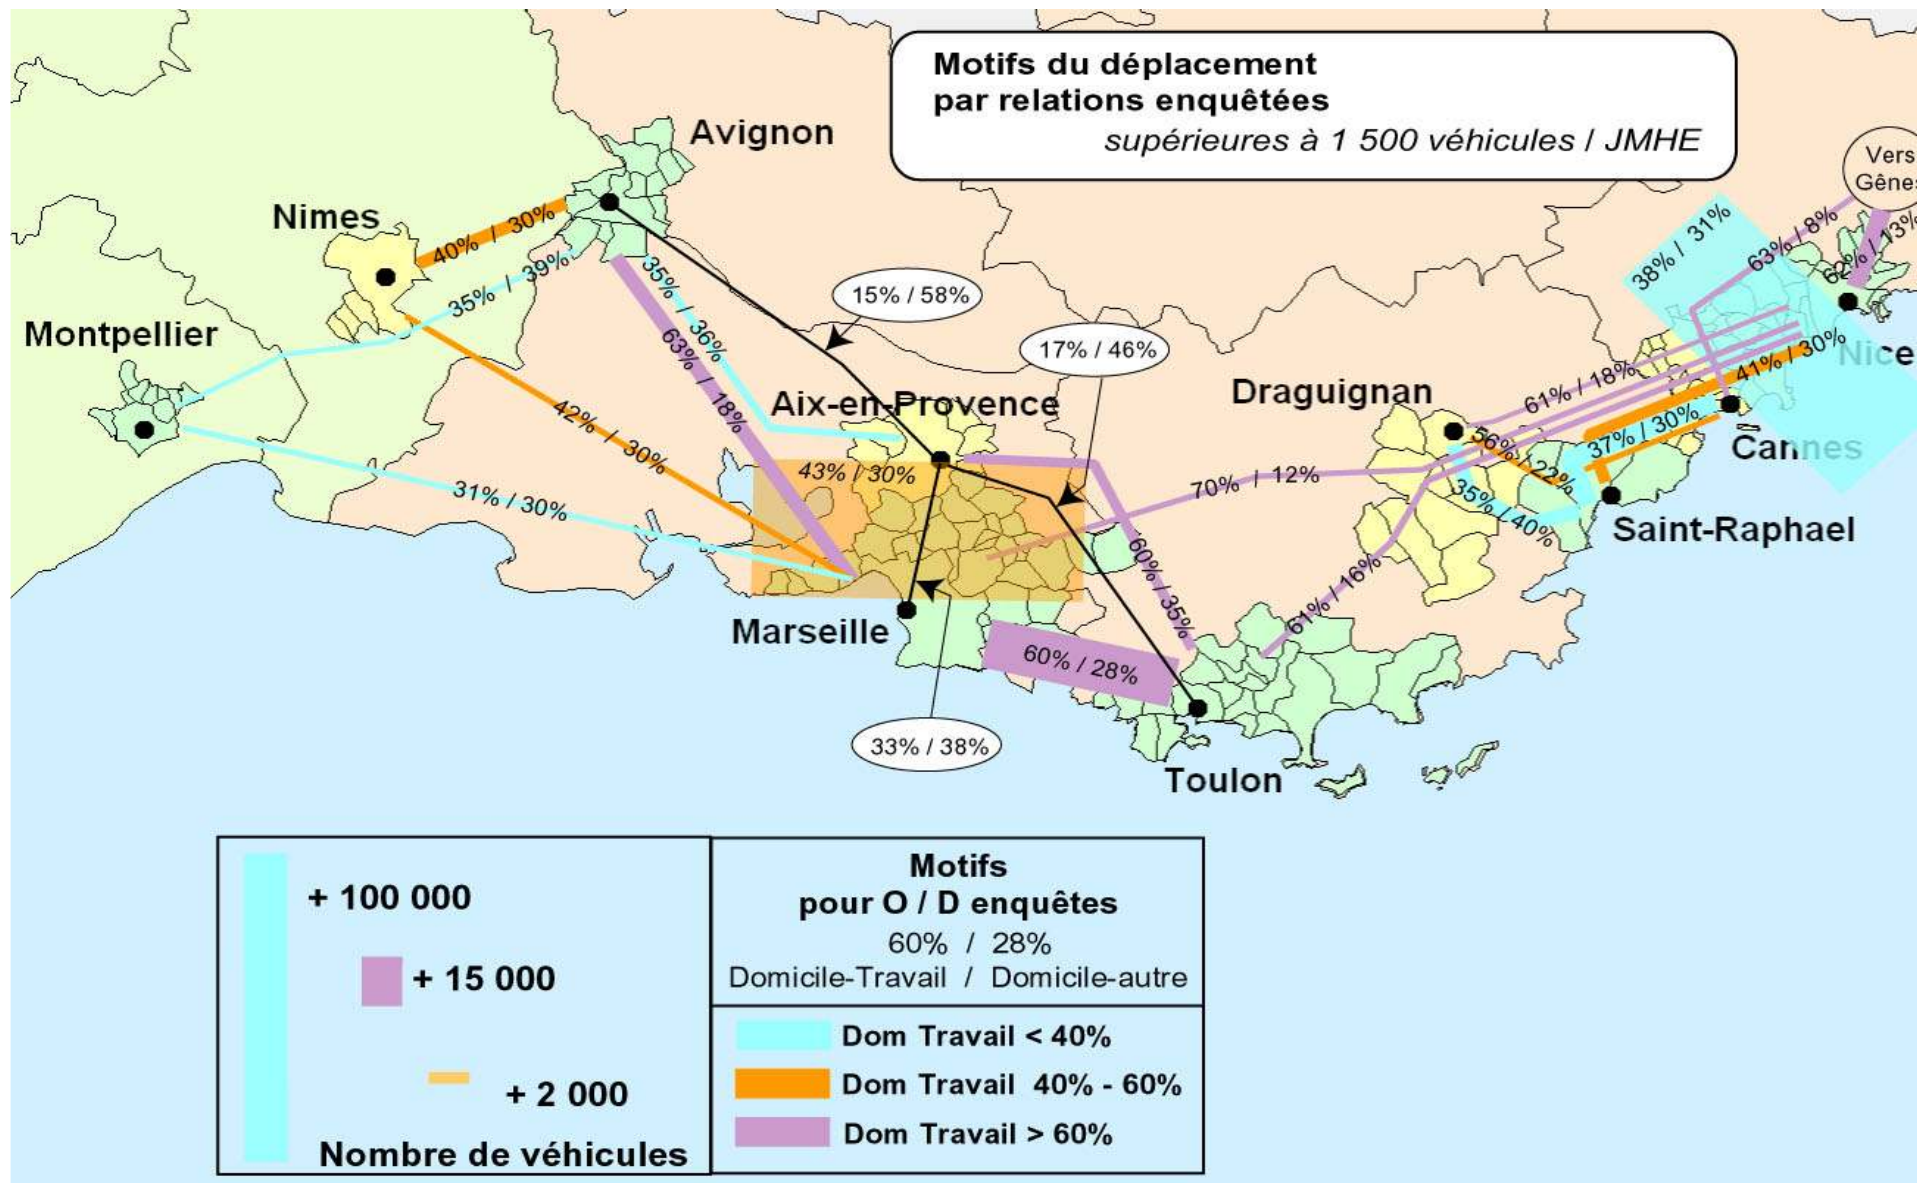 Motifs du déplacement
par relations enquêtées
supérieures à 1 500 véhicules / JMHE
Vers
Gênes
Avignon
Nimes
Montpellier
Aix-en-Provence
Marseille
Toulon
Draguignan
Saint-Raphael
Cannes
Nice
40% / 30%
35% / 39%
35% / 36%
63% / 18%
42% / 30%
31% / 30%
15% / 58%
17% / 46%
43% / 30%
33% / 38%
60% / 28%
60% / 35%
70% / 12%
61% / 16%
61% / 18%
56% / 22%
35% / 40%
37% / 30%
41% / 30%
38% / 31%
63% / 8%
62% / 13%
+ 100 000
+ 15 000
+ 2 000
Nombre de véhicules
Motifs
pour O / D enquêtes
60% / 28%
Domicile-Travail / Domicile-autre
Dom Travail < 40%
Dom Travail 40% - 60%
Dom Travail > 60%